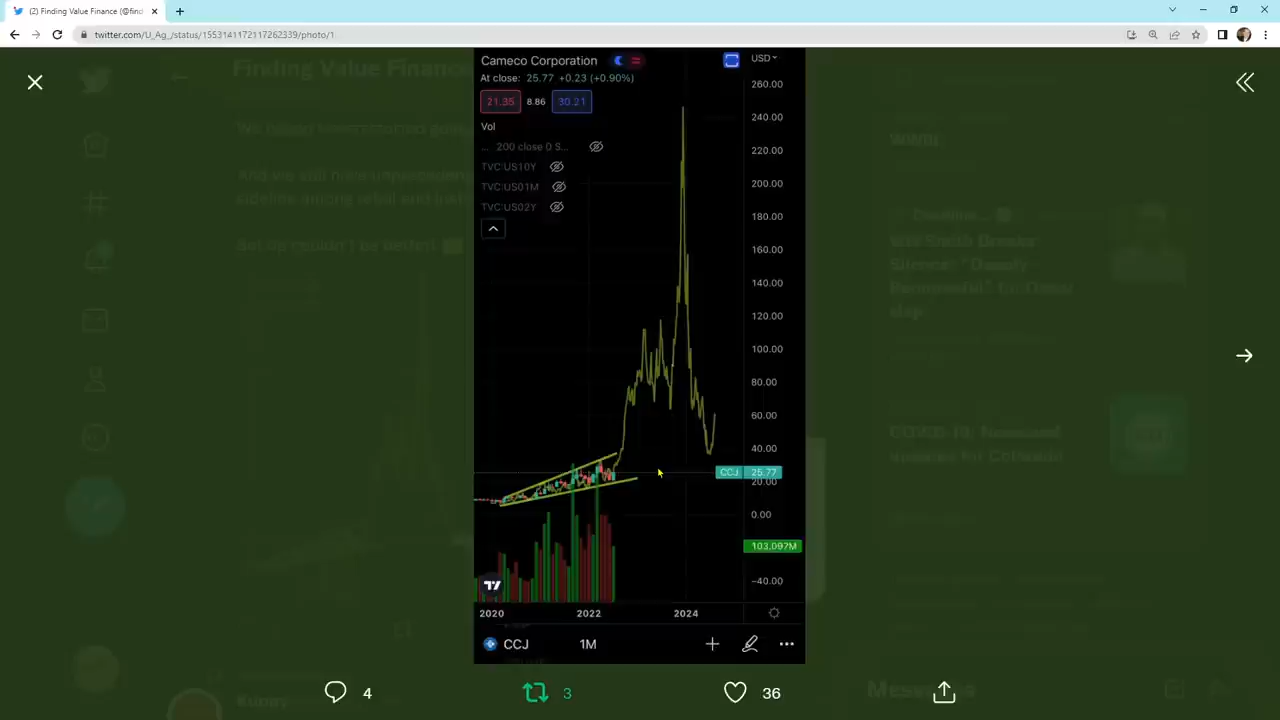 (2) Finding Value Finance (@find
twitter.com/U_Ag_/status/1553141172117262339/photo/1
Finding Value Finance
Cameco Corporation
USD
At close: 25.77 +0.23 (+0.90%)
21.35 8.86 30.21
Vol
... 200 close 0 S...
TVC:US10Y
TVC:US01M
TVC:US02Y
260.00
240.00
220.00
200.00
180.00
160.00
140.00
120.00
100.00
80.00
60.00
40.00
CCJ 25.77
20.00
0.00
103.097M
−40.00
2020 2022 2024
CCJ 1M
4 3 36
Messages